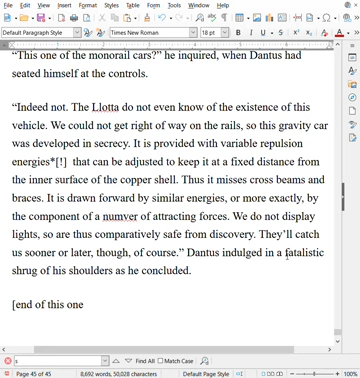 File Edit View Insert Format Styles Table Form Tools Window Help
Default Paragraph Style Times New Roman 18 pt B I U S A
“This one of the monorail cars?” he inquired, when Dantus had
seated himself at the controls.
“Indeed not. The Llotta do not even know of the existence of this
vehicle. We could not get right of way on the rails, so this gravity car
was developed in secrecy. It is provided with variable repulsion
energies*[!]  that can be adjusted to keep it at a fixed distance from
the inner surface of the copper shell. Thus it misses cross beams and
braces. It is drawn forward by similar energies, or more exactly, by
the component of a numver of attracting forces. We do not display
lights, so are thus comparatively safe from discovery. They’ll catch
us sooner or later, though, of course.” Dantus indulged in a fatalistic
shrug of his shoulders as he concluded.
[end of this one
s Find All Match Case
Page 45 of 45 8,692 words, 50,028 characters Default Page Style 100%